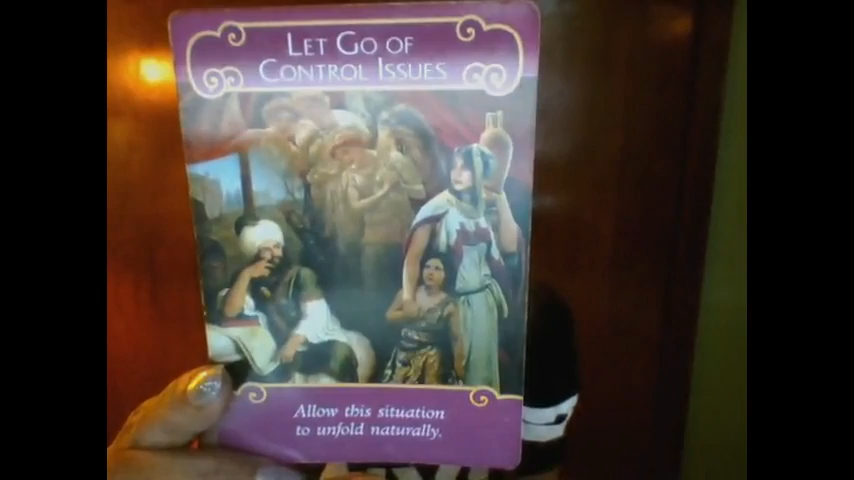 LET GO OF
CONTROL ISSUES
Allow this situation
to unfold naturally.